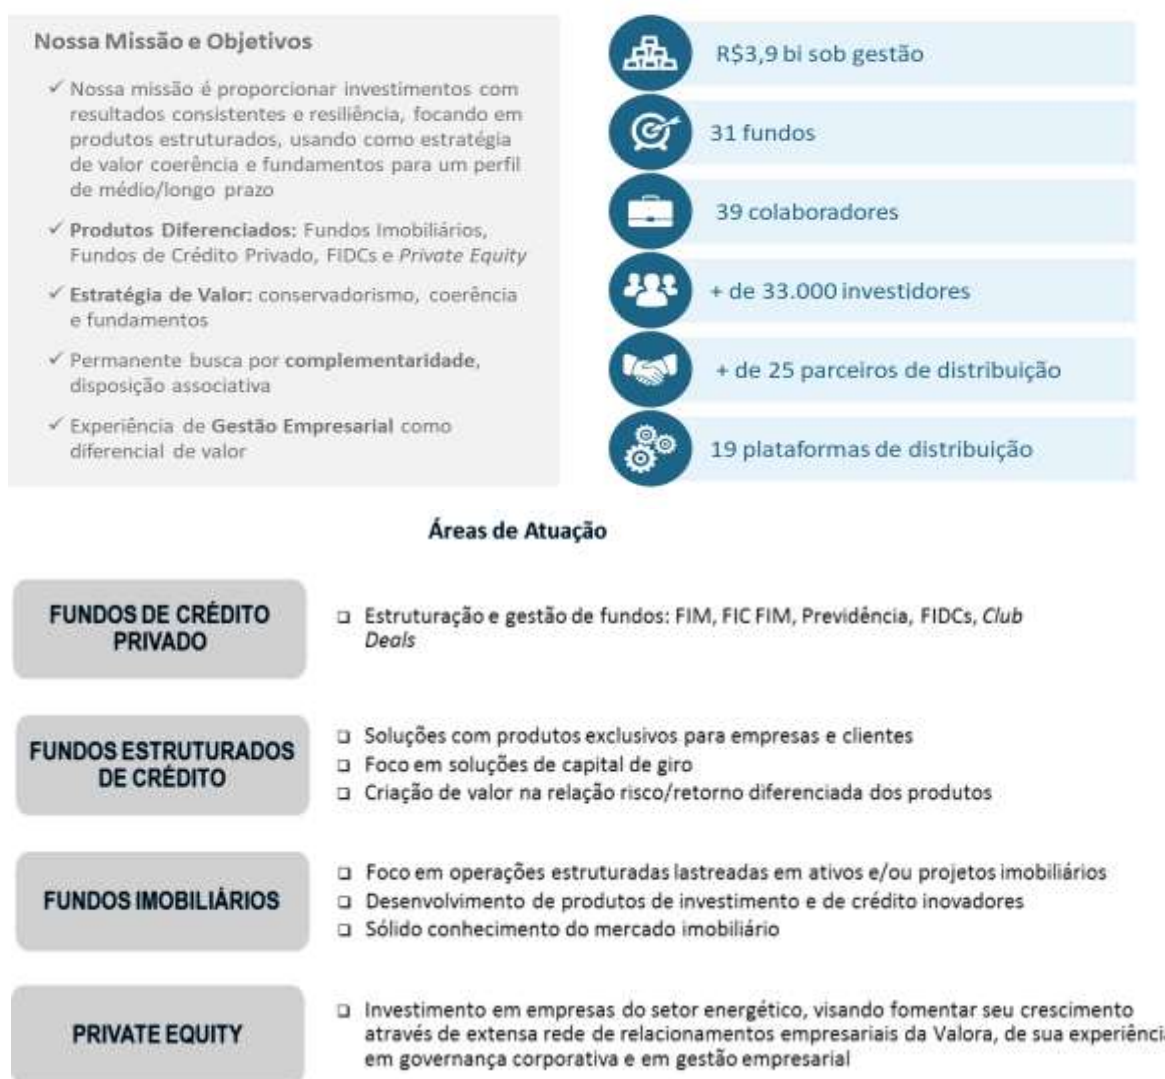 Nossa Missão e Objetivos
✓ Nossa missão é proporcionar investimentos com
resultados consistentes e resiliência, focando em
produtos estruturados, usando como estratégia
de valor coerência e fundamentos para um perfil
de médio/longo prazo
✓ Produtos Diferenciados: Fundos Imobiliários,
Fundos de Crédito Privado, FIDCs e Private Equity
✓ Estratégia de Valor: conservadorismo, coerência
e fundamentos
✓ Permanente busca por complementaridade,
disposição associativa
✓ Experiência de Gestão Empresarial como
diferencial de valor
R$3,9 bi sob gestão
31 fundos
39 colaboradores
+ de 33.000 investidores
+ de 25 parceiros de distribuição
19 plataformas de distribuição
Áreas de Atuação
FUNDOS DE CRÉDITO
PRIVADO
❑ Estruturação e gestão de fundos: FIM, FIC FIM, Previdência, FIDCs, Club
Deals
FUNDOS ESTRUTURADOS
DE CRÉDITO
❑ Soluções com produtos exclusivos para empresas e clientes
❑ Foco em soluções de capital de giro
❑ Criação de valor na relação risco/retorno diferenciada dos produtos
FUNDOS IMOBILIÁRIOS
❑ Foco em operações estruturadas lastreadas em ativos e/ou projetos imobiliários
❑ Desenvolvimento de produtos de investimento e de crédito inovadores
❑ Sólido conhecimento do mercado imobiliário
PRIVATE EQUITY
❑ Investimento em empresas do setor energético, visando fomentar seu crescimento
através de extensa rede de relacionamentos empresariais da Valora, de sua experiênci
em governança corporativa e em gestão empresarial